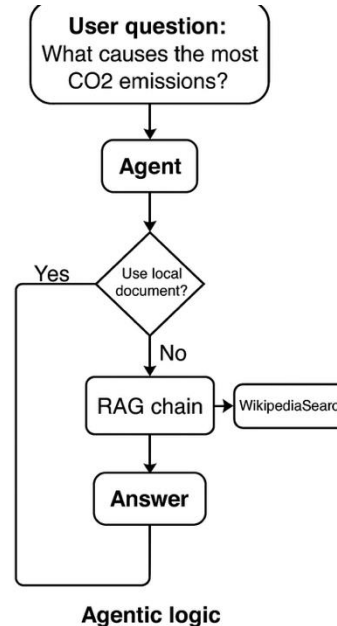 User question:
What causes the most
CO2 emissions?
Agent
Yes
Use local
document?
No
RAG chain
WikipediaSearch
Answer
Agentic logic